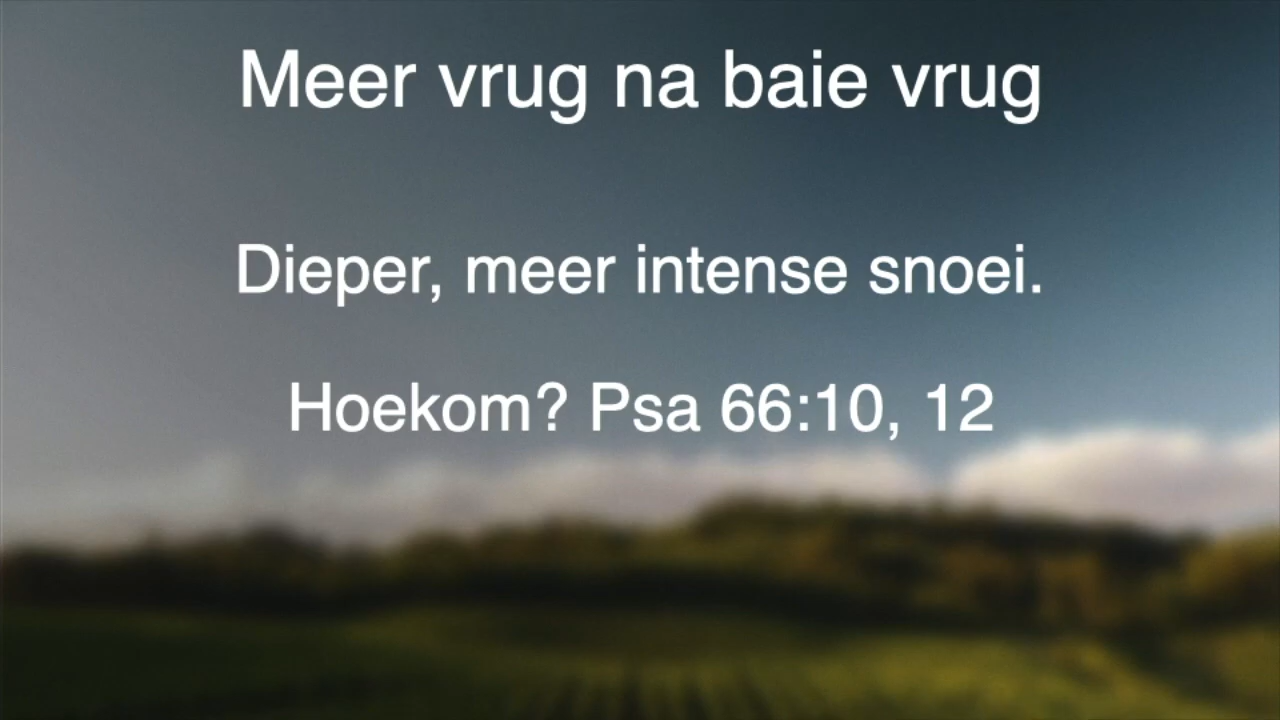 Meer vrug na baie vrug
Dieper, meer intense snoei.
Hoekom? Psa 66:10, 12